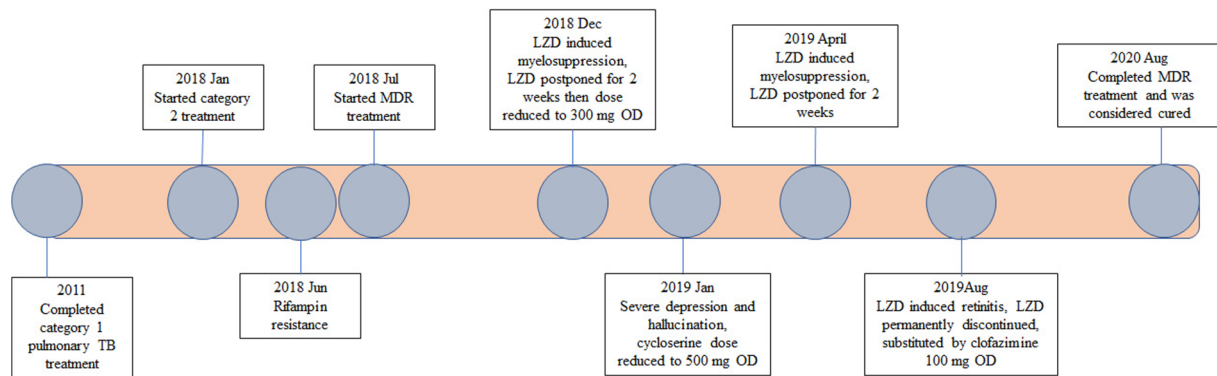 2011
Completed
category 1
pulmonary TB
treatment
2018 Jan
Started category
2 treatment
2018 Jun
Rifampin
resistance
2018 Jul
Started MDR
treatment
2018 Dec
LZD induced
myelosuppression,
LZD postponed for 2
weeks then dose
reduced to 300 mg OD
2019 Jan
Severe depression and
hallucination,
cycloserine dose
reduced to 500 mg OD
2019 April
LZD induced
myelosuppression,
LZD postponed for 2
weeks
2019Aug
LZD induced retinitis, LZD
permanently discontinued,
substituted by clofazimine
100 mg OD
2020 Aug
Completed MDR
treatment and was
considered cured